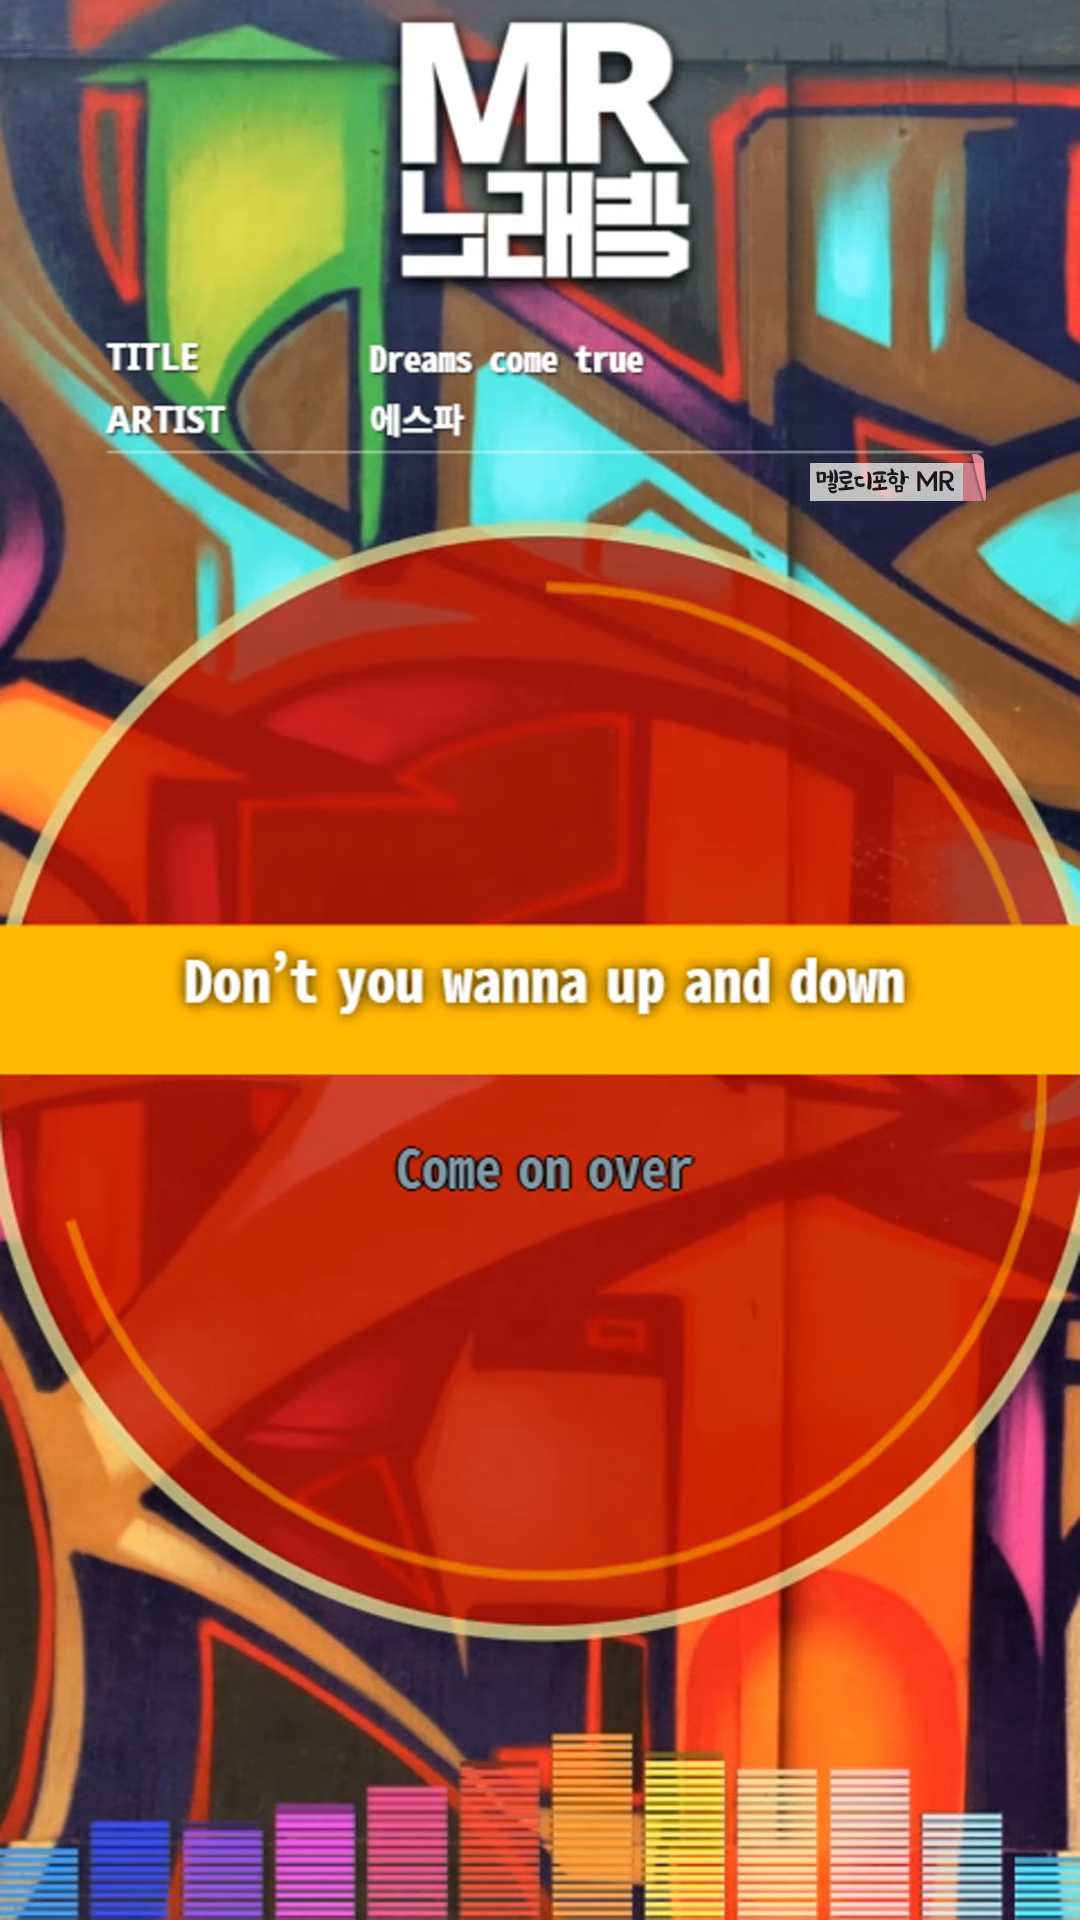 MR
노래방
TITLE Dreams come true
ARTIST 에스파
멜로디포함 MR
Don't you wanna up and down
Come on over